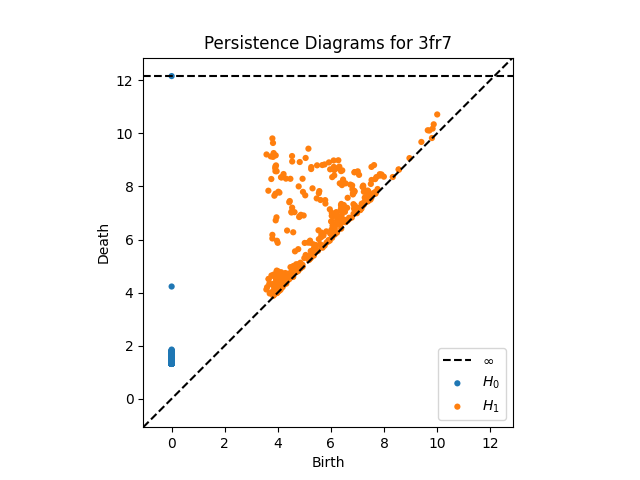 Persistence Diagrams for 3fr7
12
10
8
6
4
2
0
Death
0 2 4 6 8 10 12
Birth
∞
H₀
H₁